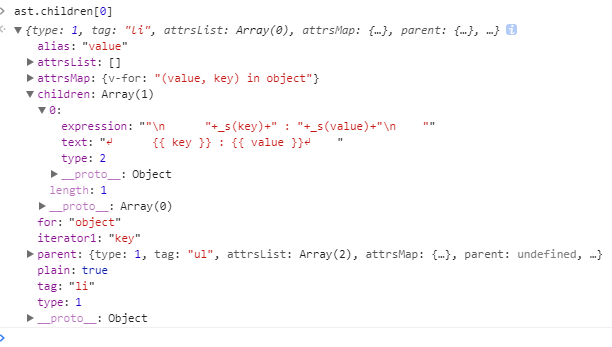 > ast.children[0]
{type: 1, tag: "li", attrsList: Array(0), attrsMap: {…}, parent: {…}, …} i
alias: "value"
attrsList: []
attrsMap: {v-for: "(value, key) in object"}
children: Array(1)
0:
expression: ""\n      "+_s(key)+" : "+_s(value)+"\n    ""
text: "↵      {{ key }} : {{ value }}↵    "
type: 2
__proto__: Object
length: 1
__proto__: Array(0)
for: "object"
iterator1: "key"
parent: {type: 1, tag: "ul", attrsList: Array(2), attrsMap: {…}, parent: undefined, …}
plain: true
tag: "li"
type: 1
__proto__: Object
>